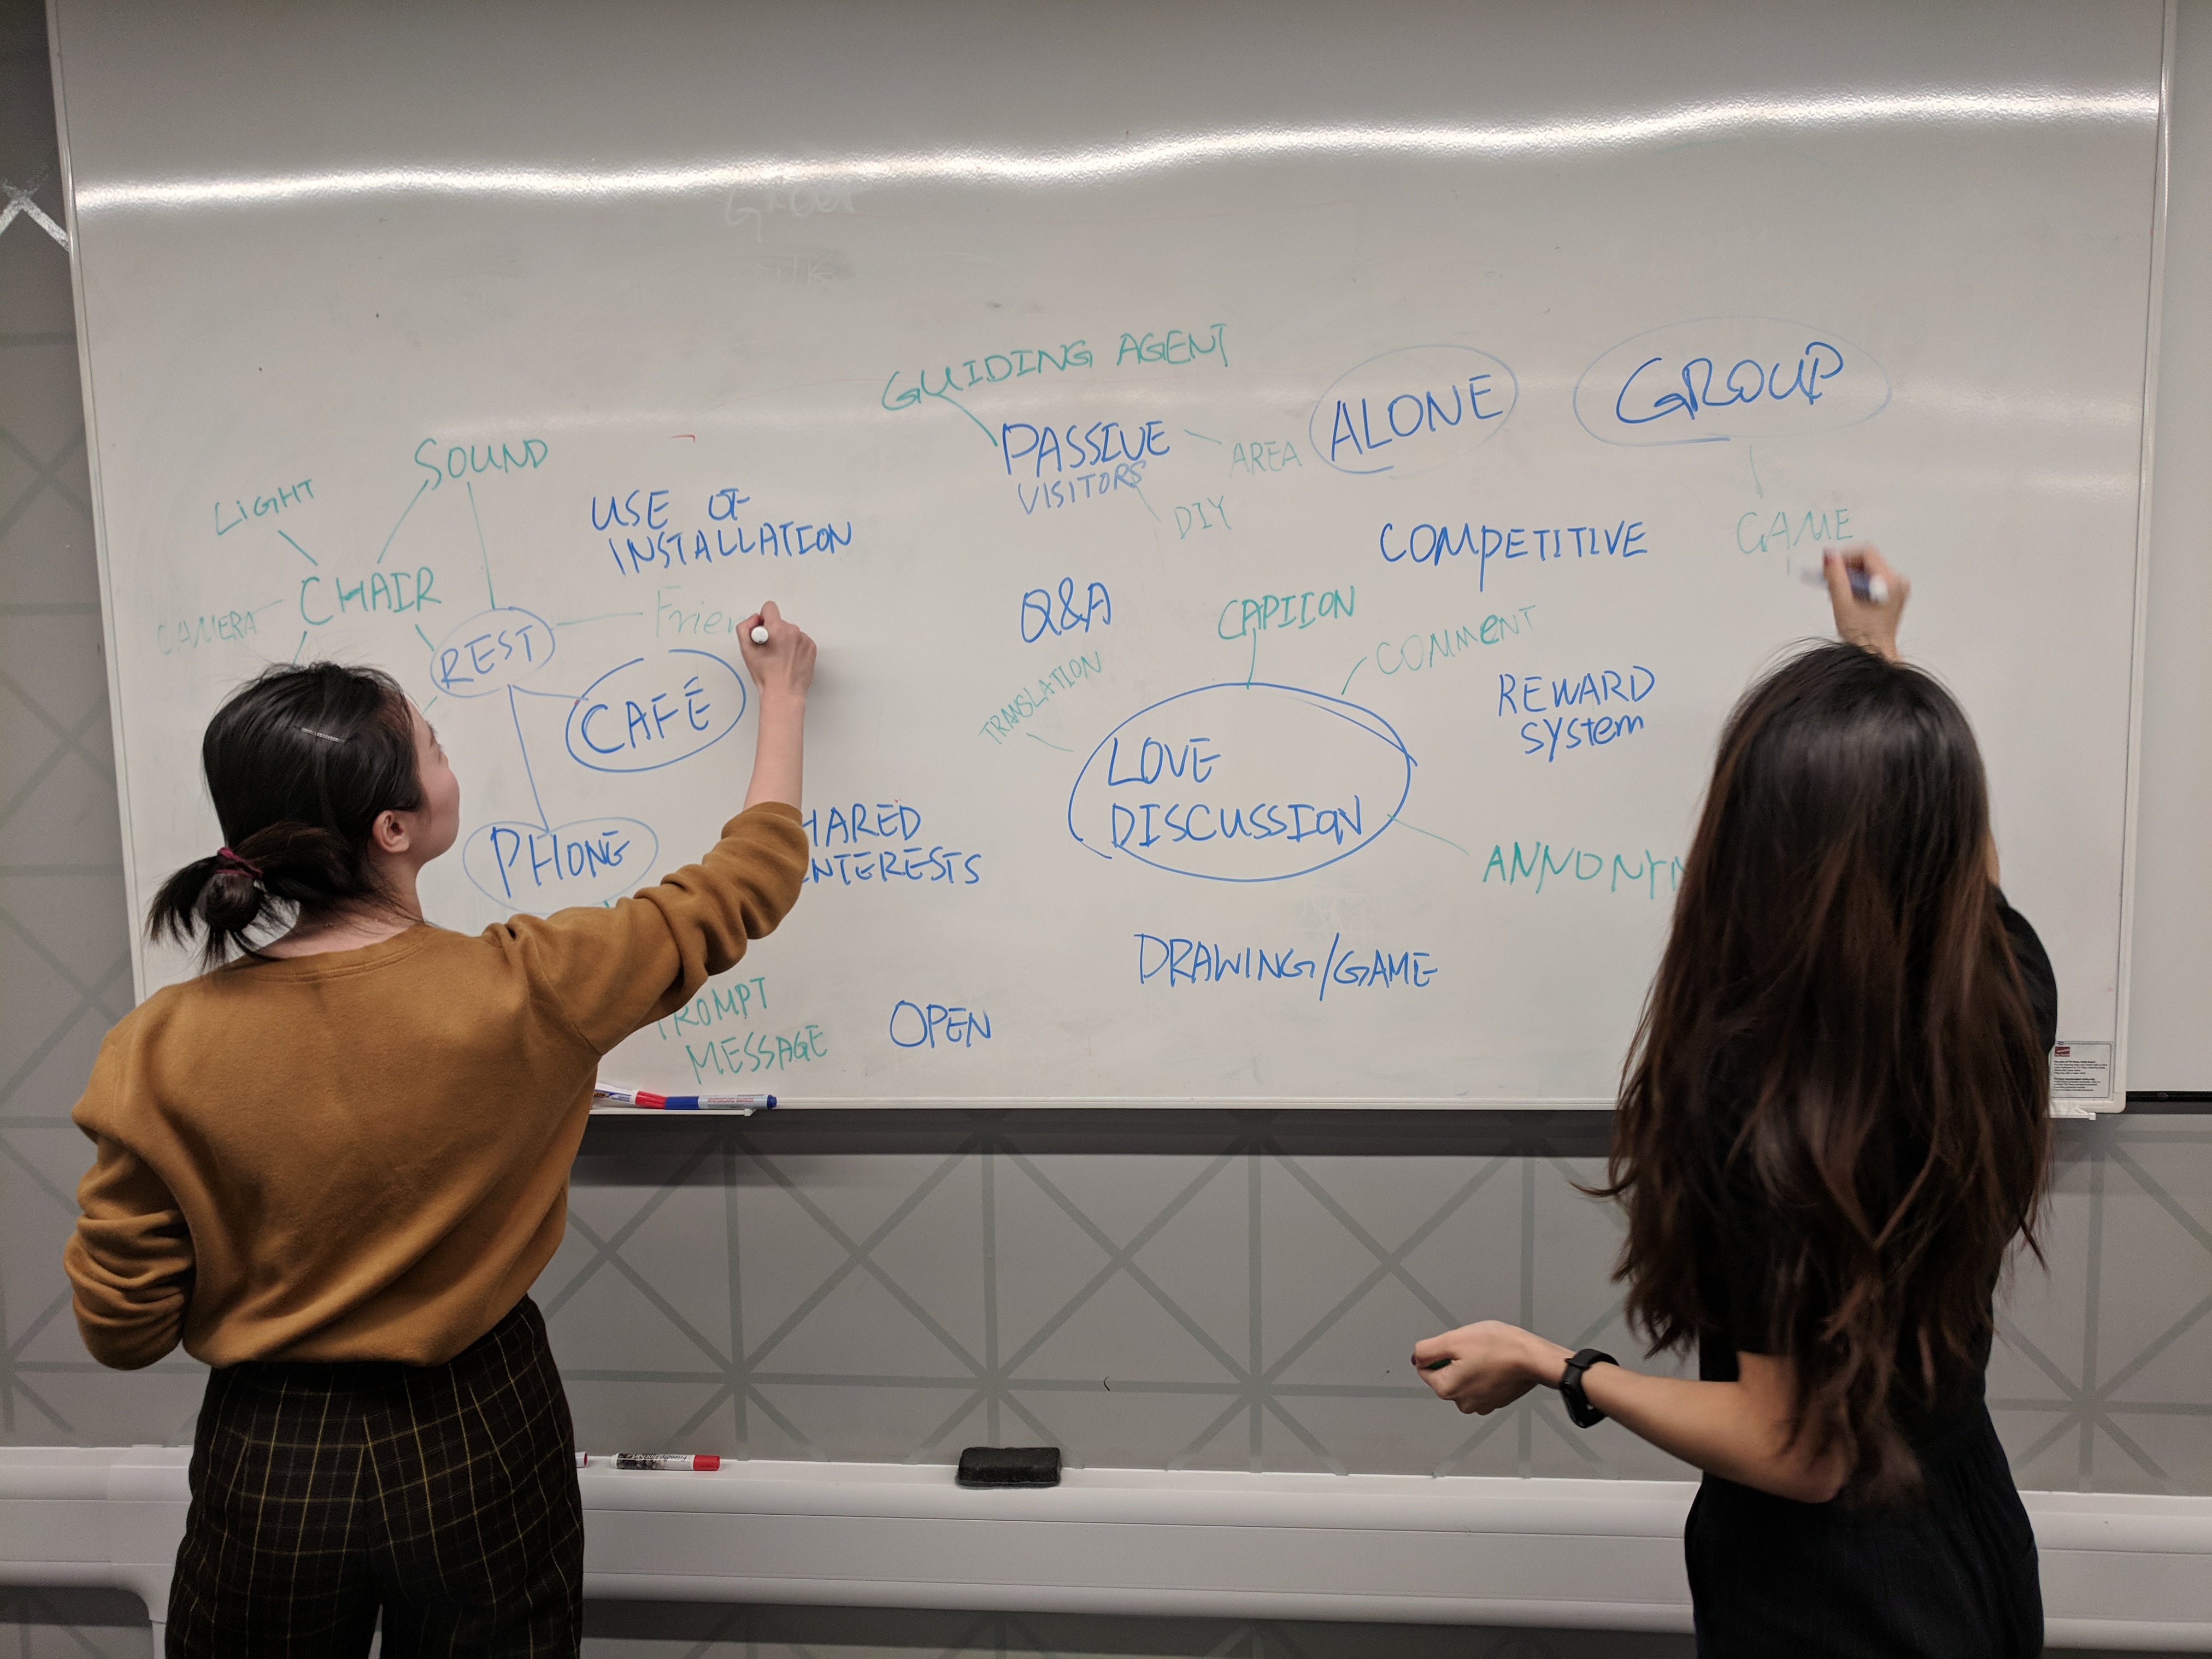 GUIDING AGENT
ALONE
GROUP
PASSIVE
VISITORS
AREA
DIY
SOUND
LIGHT
USE OF
INSTALLATION
COMPETITIVE
GAME
CHAIR
CAMERA
REST
Frien
Q&A
CAPIION
COMMENT
TRANSLATION
CAFÉ
REWARD
SYSTEM
LOVE
DISCUSSION
PHONE
HARED
NTERESTS
ANNONYM
DRAWING/GAME
ROMPT
MESSAGE
OPEN